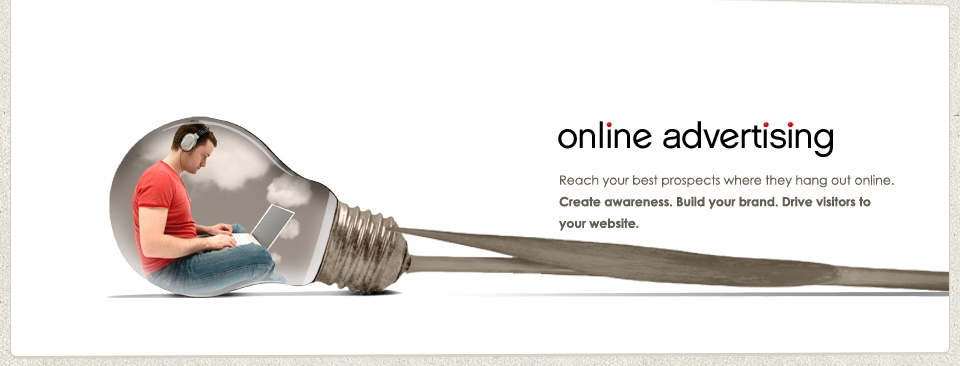 online advertising
Reach your best prospects where they hang out online.
Create awareness. Build your brand. Drive visitors to
your website.